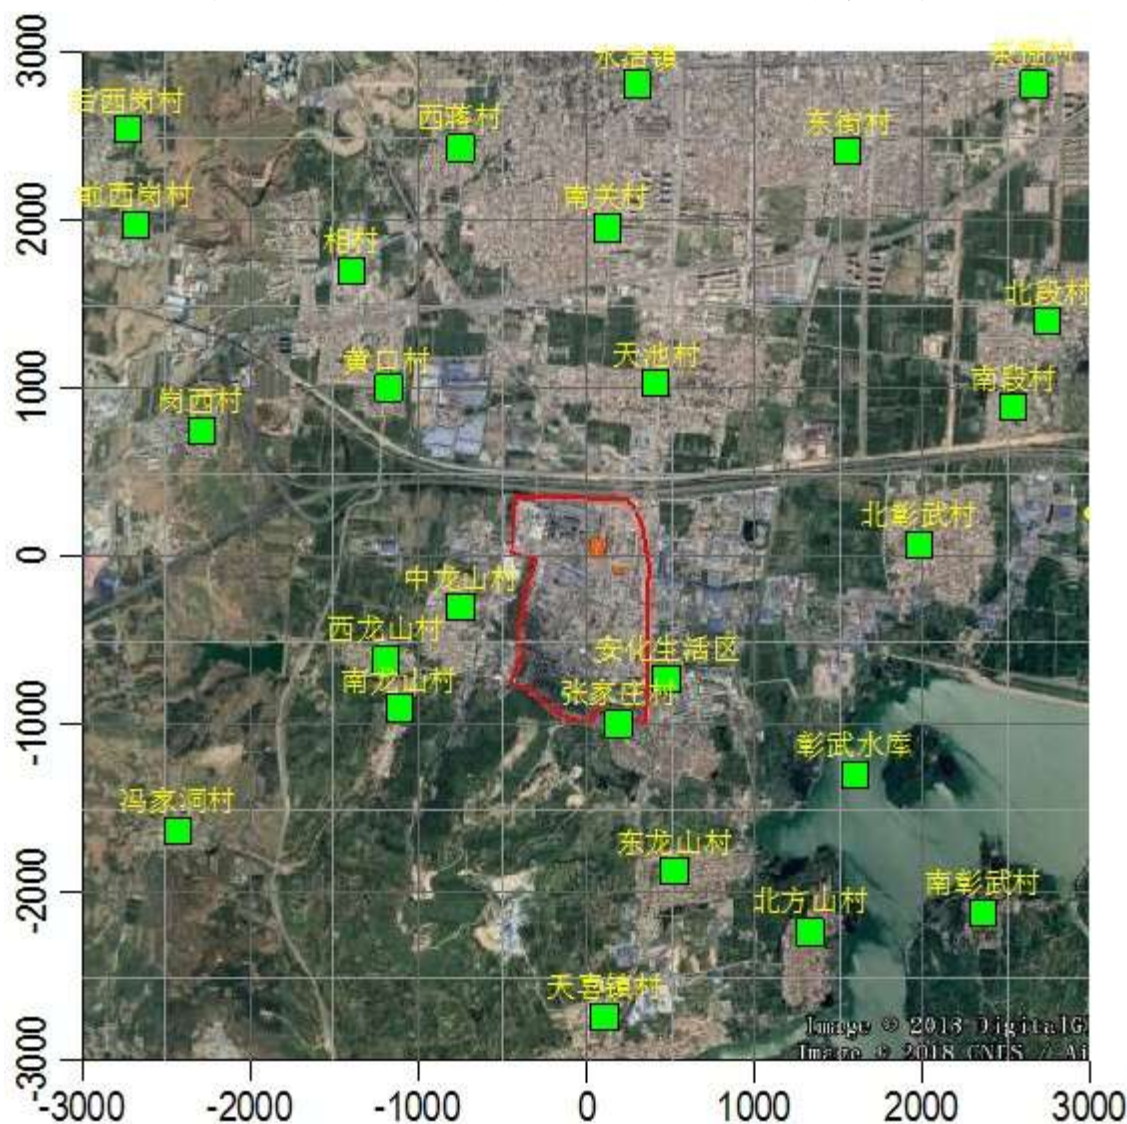 3000
2000
1000
0
-1000
-2000
-3000
永冶镇
后西岗村
西蒋村
东街村
前西岗村
南关村
相村
北段村
黄口村
天池村
南段村
岗西村
北彰武村
中龙山村
西龙山村
安化生活区
南龙山村
张家庄村
彰武水库
冯家洞村
东龙山村
南彰武村
北方山村
天喜镇村
Image © 2018 DigitalG
Image © 2018 CNES / Ai
-3000 -2000 -1000 0 1000 2000 3000